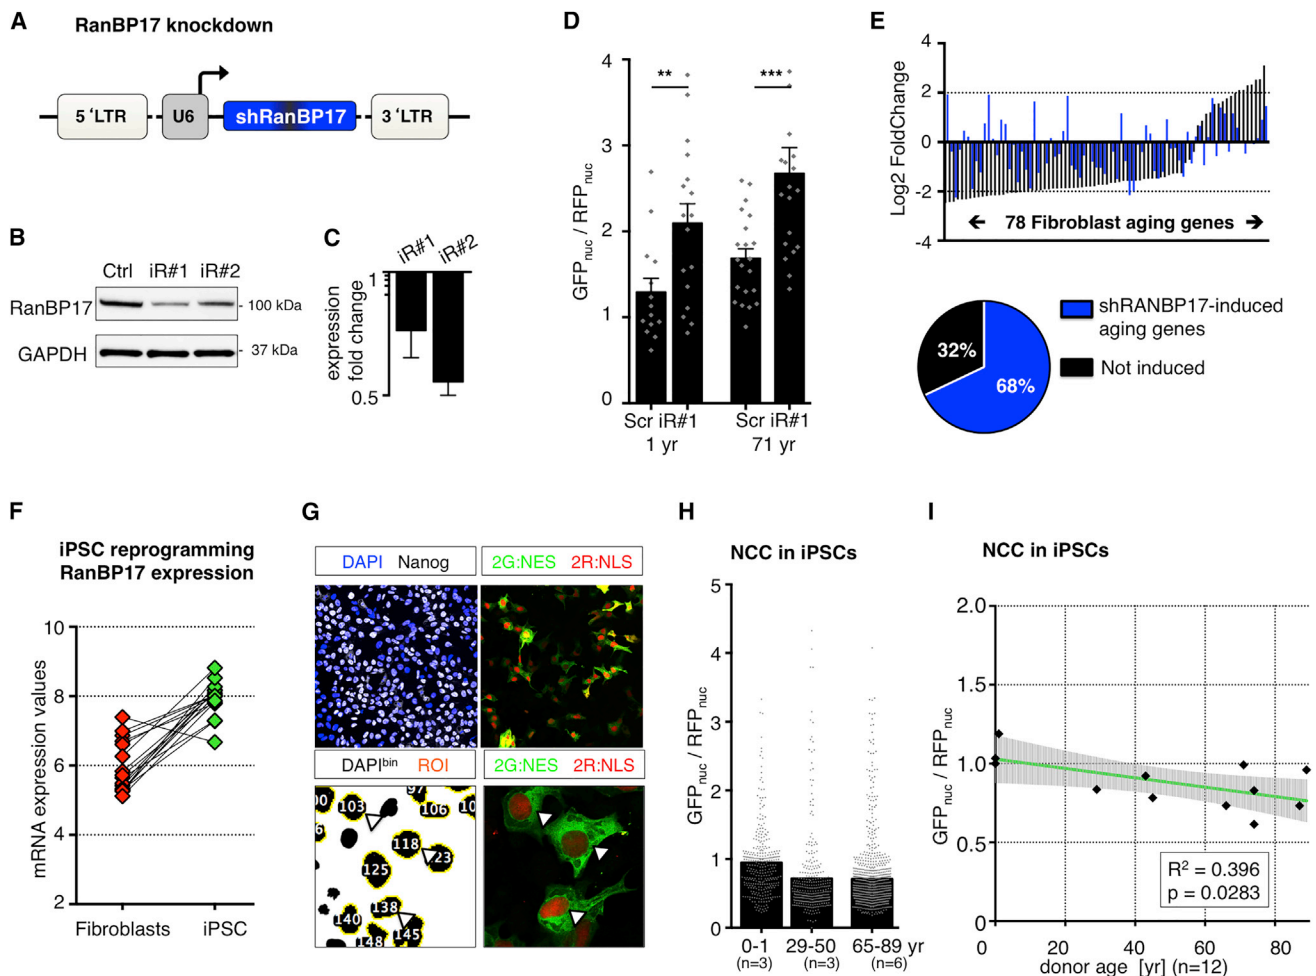 A
RanBP17 knockdown
5 'LTR
U6
shRanBP17
3 'LTR
B
Ctrl iR#1 iR#2
RanBP17
- 100 kDa
GAPDH
- 37 kDa
C
iR#1
iR#2
1
0.5
expression
fold change
D
4
3
2
1
0
GFPnuc / RFPnuc
**
***
Scr iR#1
1 yr
Scr iR#1
71 yr
E
4
2
0
-2
-4
Log2 FoldChange
← 78 Fibroblast aging genes →
32%
68%
shRANBP17-induced
aging genes
Not induced
F
iPSC reprogramming
RanBP17 expression
10
8
6
4
2
mRNA expression values
Fibroblasts
iPSC
G
DAPI Nanog
2G:NES 2R:NLS
DAPIbin ROI
2G:NES 2R:NLS
103
106
118
125
138
140
145
148
H
NCC in iPSCs
5
4
3
2
1
0
GFPnuc / RFPnuc
0-1 29-50 65-89 yr
(n=3) (n=3) (n=6)
I
NCC in iPSCs
2.0
1.5
1.0
0.5
0
GFPnuc / RFPnuc
R2 = 0.396
p = 0.0283
0 20 40 60 80
donor age [yr] (n=12)